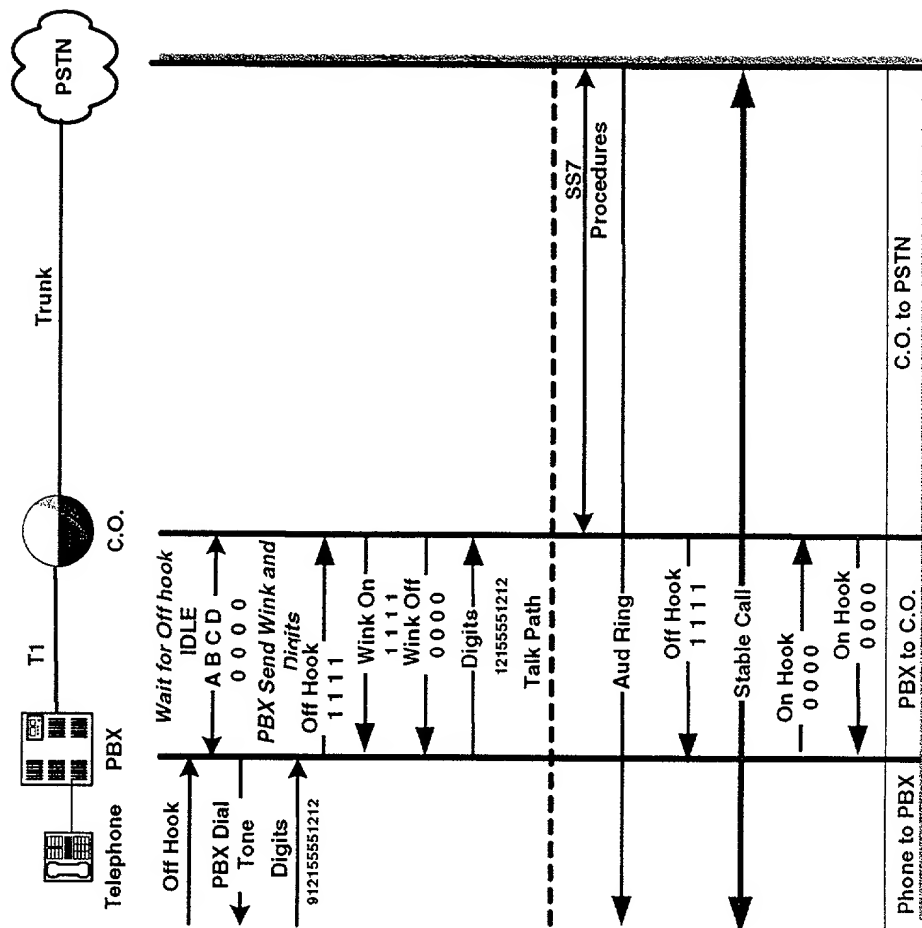 PSTN
Trunk
T1
C.O.
PBX
Telephone
Wait for Off hook
IDLE
A B C D
0 0 0 0
PBX Send Wink and
Digits
Off Hook
1 1 1 1
Wink On
1 1 1 1
Wink Off
0 0 0 0
Digits
12155551212
Off Hook
PBX Dial
Tone
Digits
912155551212
Talk Path
SS7
Procedures
Aud Ring
Off Hook
1 1 1 1
Stable Call
On Hook
0 0 0 0
On Hook
0 0 0 0
Phone to PBX
PBX to C.O.
C.O. to PSTN